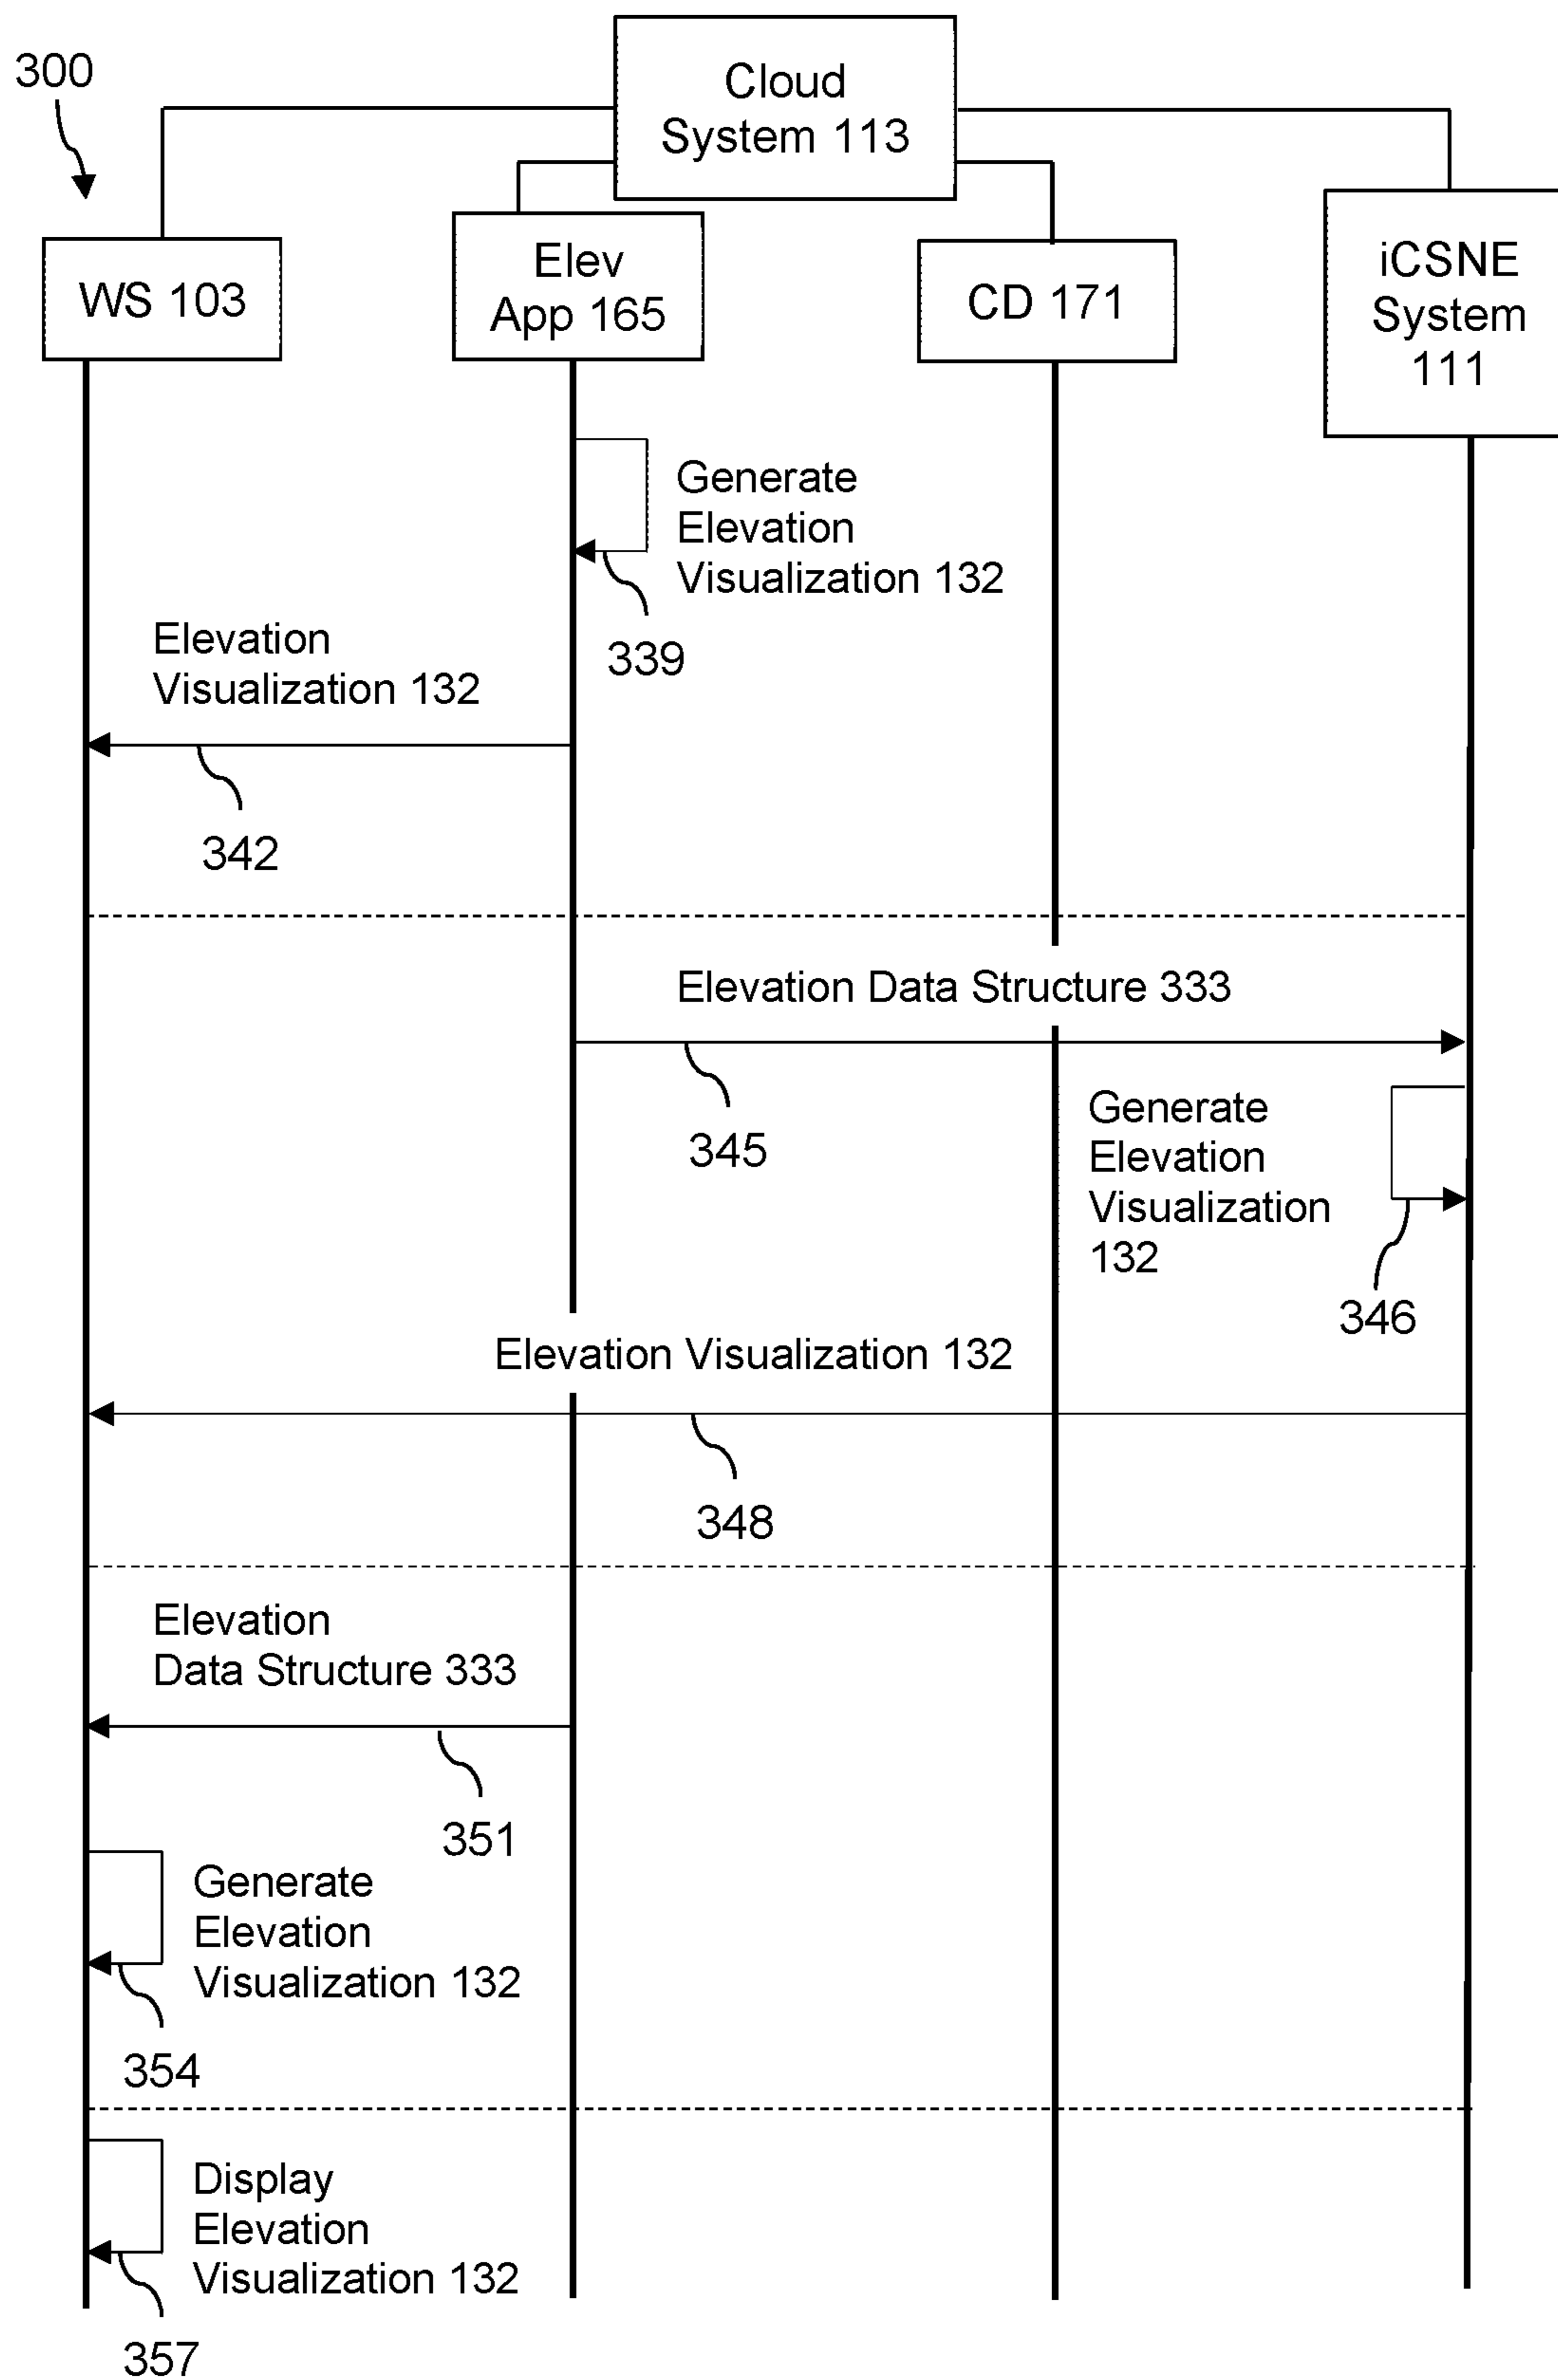 300
Cloud
System 113
WS 103
Elev
App 165
CD 171
iCSNE
System
111
Generate
Elevation
Visualization 132
339
Elevation
Visualization 132
342
Elevation Data Structure 333
345
Generate
Elevation
Visualization
132
346
Elevation Visualization 132
348
Elevation
Data Structure 333
351
Generate
Elevation
Visualization 132
354
Display
Elevation
Visualization 132
357